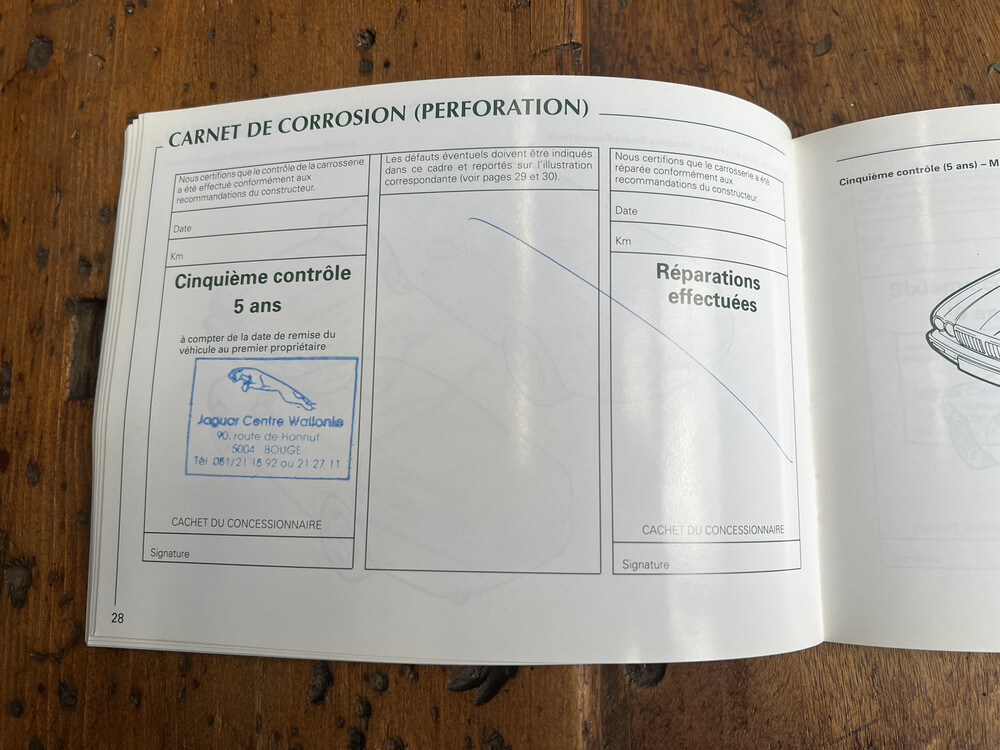 CARNET DE CORROSION (PERFORATION)
Nous certifions que le contrôle de la carrosserie
a été effectué conformément aux
recommandations du constructeur.
Date
Km
Cinquième contrôle
5 ans
à compter de la date de remise du
véhicule au premier propriétaire
Jaguar Centre Wallonie
90, route de Hannut
5004 BOUGE
Tél 081/21 18 92 ou 21 27 11
CACHET DU CONCESSIONNAIRE
Signature
Les défauts éventuels doivent être indiqués
dans ce cadre et reportés sur l'illustration
correspondante (voir pages 29 et 30).
Nous certifions que le carrosserie a été
réparée conformément aux
recommandations du constructeur.
Date
Km
Réparations
effectuées
CACHET DU CONCESSIONNAIRE
Signature
28
Cinquième contrôle (5 ans) – M